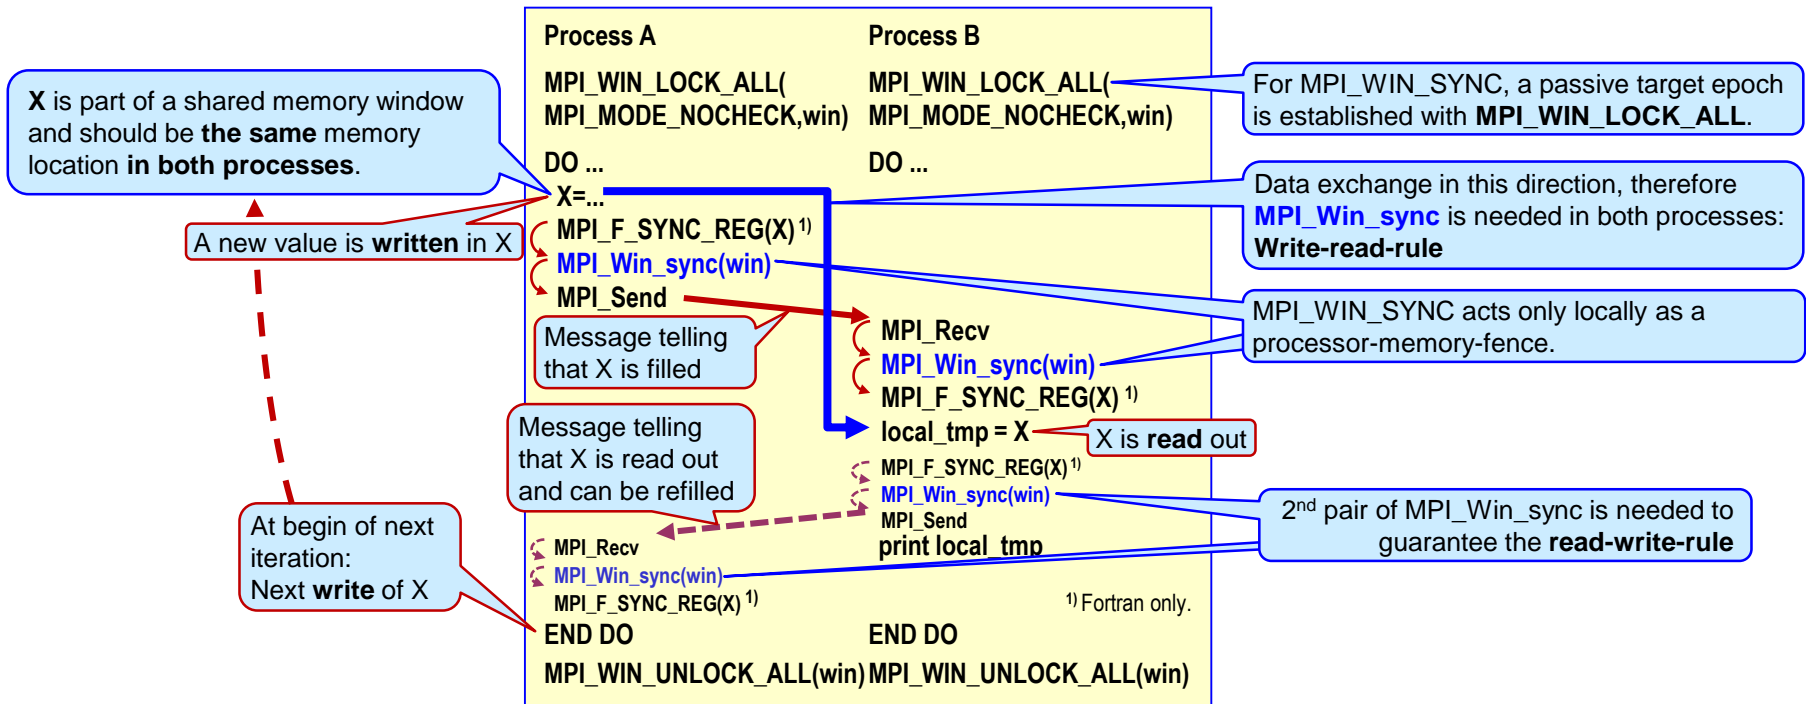 Process A
Process B
MPI_WIN_LOCK_ALL(
MPI_MODE_NOCHECK,win)
MPI_WIN_LOCK_ALL(
MPI_MODE_NOCHECK,win)
For MPI_WIN_SYNC, a passive target epoch
is established with MPI_WIN_LOCK_ALL.
X is part of a shared memory window
and should be the same memory
location in both processes.
DO ...
DO ...
X=...
A new value is written in X
Data exchange in this direction, therefore
MPI_Win_sync is needed in both processes:
Write-read-rule
MPI_F_SYNC_REG(X) 1)
MPI_Win_sync(win)
MPI_Send
MPI_WIN_SYNC acts only locally as a
processor-memory-fence.
Message telling
that X is filled
MPI_Recv
MPI_Win_sync(win)
MPI_F_SYNC_REG(X) 1)
local_tmp = X
X is read out
Message telling
that X is read out
and can be refilled
MPI_F_SYNC_REG(X) 1)
MPI_Win_sync(win)
MPI_Send
print local_tmp
2nd pair of MPI_Win_sync is needed to
guarantee the read-write-rule
At begin of next
iteration:
Next write of X
MPI_Recv
MPI_Win_sync(win)
MPI_F_SYNC_REG(X) 1)
1) Fortran only.
END DO
END DO
MPI_WIN_UNLOCK_ALL(win)
MPI_WIN_UNLOCK_ALL(win)